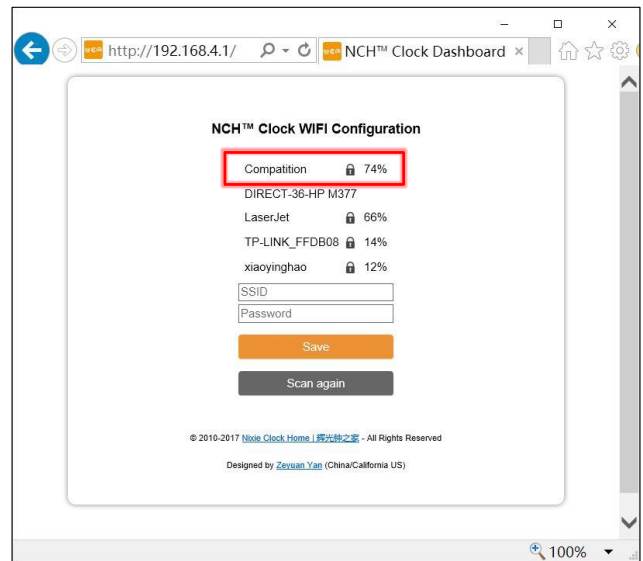 http://192.168.4.1/
NCH™ Clock Dashboard
NCH™ Clock WIFI Configuration
Compatition 74%
DIRECT-36-HP M377
LaserJet 66%
TP-LINK_FFDB08 14%
xiaoyinghao 12%
SSID
Password
Save
Scan again
© 2010-2017 Nixie Clock Home | 辉光钟之家 - All Rights Reserved
Designed by Zeyuan Yan (China/California US)
100%